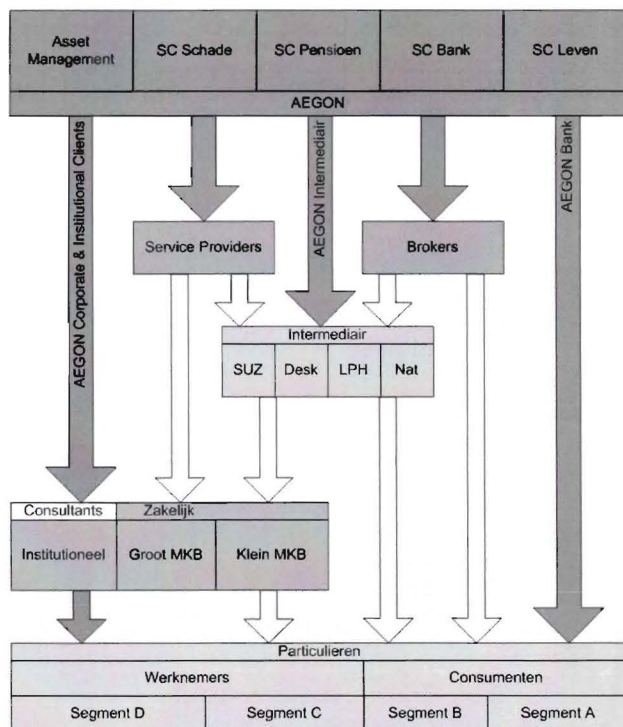 Asset
Management
SC Schade
SC Pensioen
SC Bank
SC Leven
AEGON
AEGON Corporate & Institutional Clients
AEGON Intermediair
AEGON Bank
Service Providers
Brokers
Intermediair
SUZ
Desk
LPH
Nat
Consultants
Zakelijk
Institutioneel
Groot MKB
Klein MKB
Particulieren
Werknemers
Consumenten
Segment D
Segment C
Segment B
Segment A